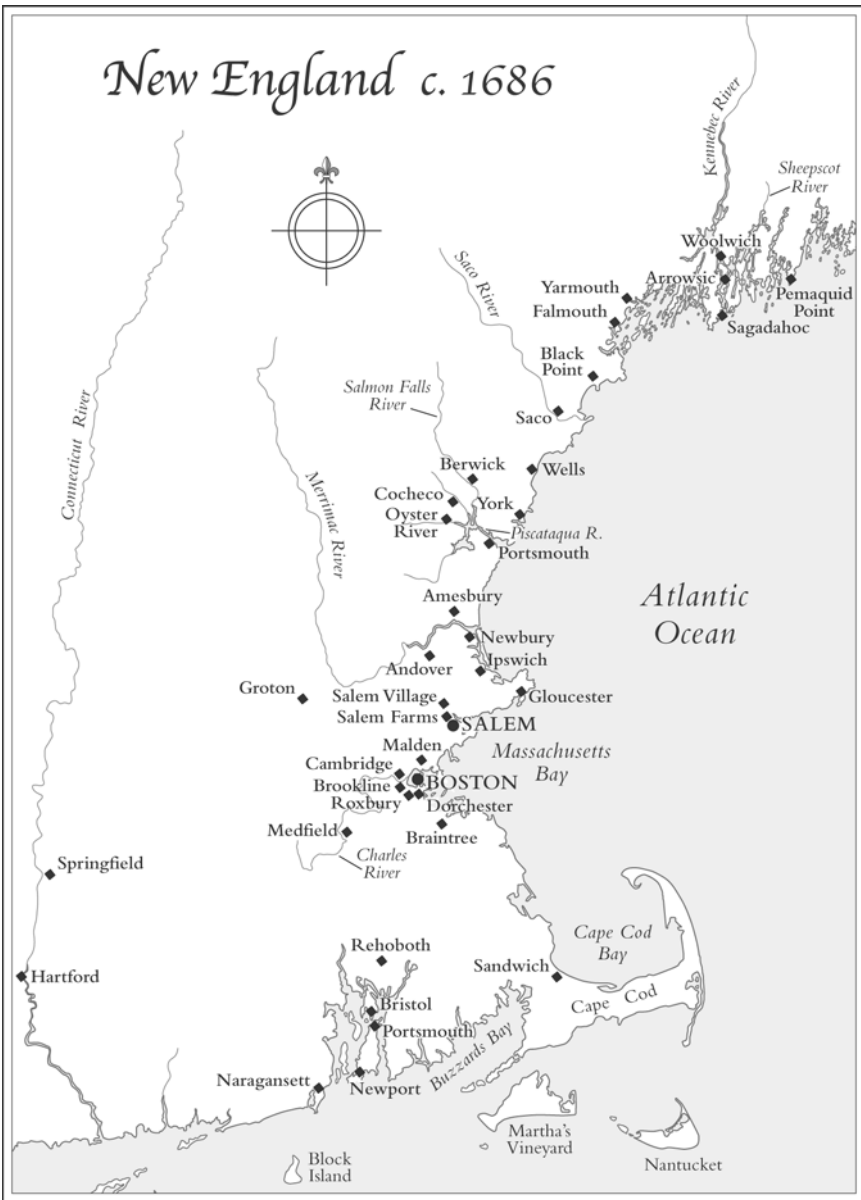 New England c. 1686
Kennebec River
Sheepscot
River
Woolwich
Saco River
Yarmouth
Arrowsic
Pemaquid
Point
Falmouth
Sagadahoc
Black
Point
Salmon Falls
River
Connecticut River
Saco
Merrimac River
Berwick
Wells
Cocheco
York
Oyster
River
Piscataqua R.
Portsmouth
Atlantic
Ocean
Amesbury
Newbury
Ipswich
Andover
Groton
Salem Village
Gloucester
Salem Farms
SALEM
Malden
Massachusetts
Bay
Cambridge
BOSTON
Brookline
Roxbury
Dorchester
Medfield
Braintree
Charles
River
Springfield
Cape Cod
Bay
Rehoboth
Sandwich
Hartford
Cape Cod
Bristol
Portsmouth
Buzzards Bay
Naragansett
Newport
Martha's
Vineyard
Block
Island
Nantucket